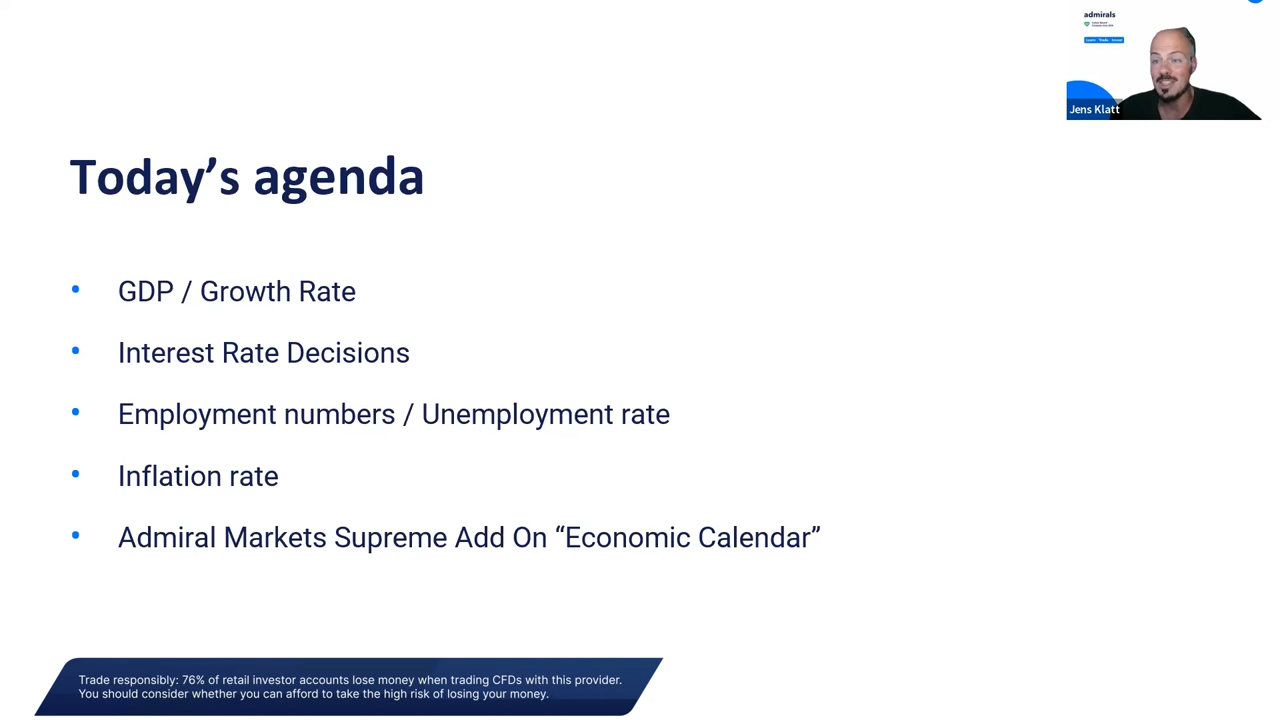 admirals
Jens Klatt
Today’s agenda
• GDP / Growth Rate
• Interest Rate Decisions
• Employment numbers / Unemployment rate
• Inflation rate
• Admiral Markets Supreme Add On “Economic Calendar”
Trade responsibly: 76% of retail investor accounts lose money when trading CFDs with this provider.
You should consider whether you can afford to take the high risk of losing your money.